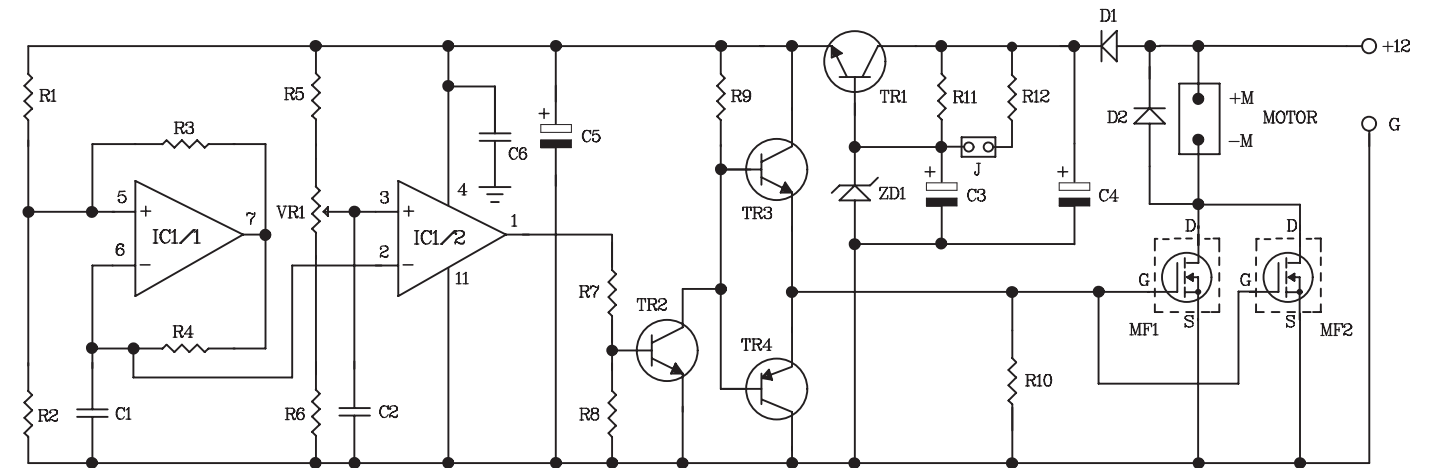 D1
+12
R1
R5
R9
TR1
R11
R12
+M
MOTOR
D2
-M
G
R3
+
C5
C6
J
4
5
+
7
VR1
3
+
1
TR3
ZD1
+
C3
+
C4
IC1/1
IC1/2
6
-
2
-
11
D
D
G
G
R7
TR2
S
S
MF1
MF2
R4
TR4
R10
R2
C1
R6
C2
R8